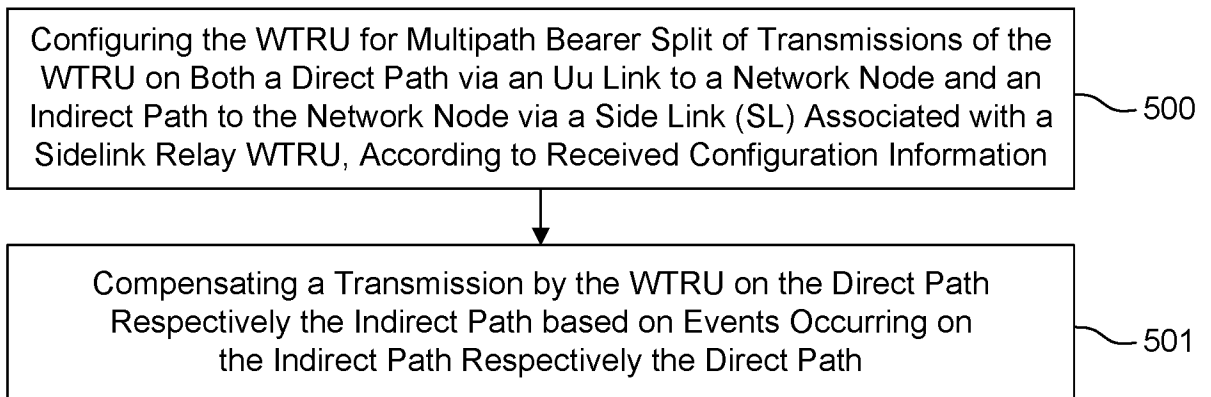 Configuring the WTRU for Multipath Bearer Split of Transmissions of the
WTRU on Both a Direct Path via an Uu Link to a Network Node and an
Indirect Path to the Network Node via a Side Link (SL) Associated with a
Sidelink Relay WTRU, According to Received Configuration Information
500
Compensating a Transmission by the WTRU on the Direct Path
Respectively the Indirect Path based on Events Occurring on
the Indirect Path Respectively the Direct Path
501